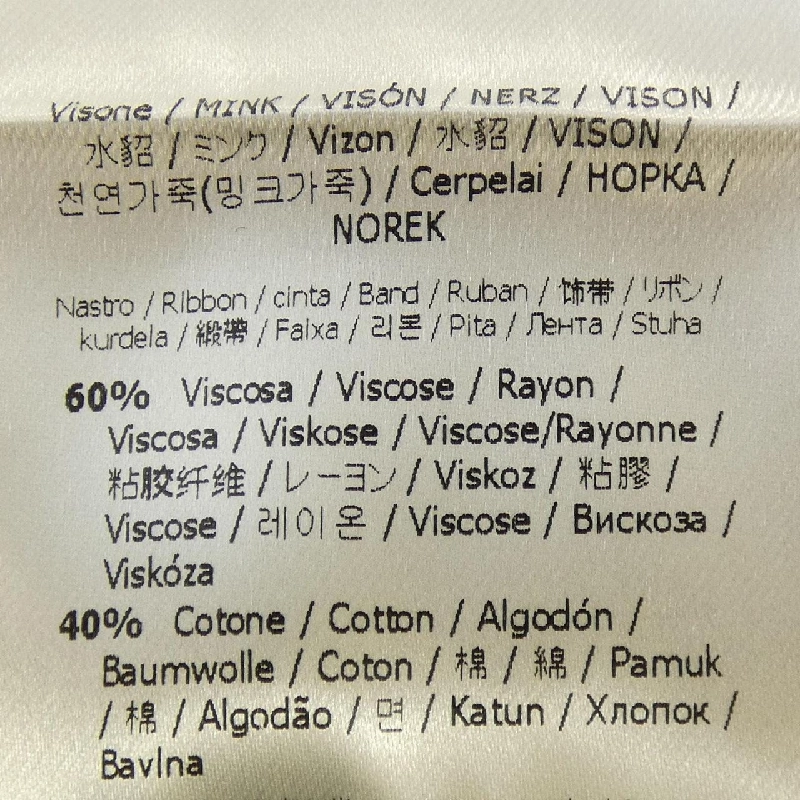 Visone / MINK / VISÓN / NERZ / VISON /
水貂 / ミンク / Vizon / 水貂 / VISON /
천연가죽(밍크가죽) / Cerpelai / НОРКА /
NOREK
Nastro / Ribbon / cinta / Band / Ruban / 饰带 / リボン /
kurdela / 緞帶 / Faixa / 리본 / Pita / Лента / Stuha
60% Viscosa / Viscose / Rayon /
Viscosa / Viskose / Viscose/Rayonne /
粘胶纤维 / レーヨン / Viskoz / 粘膠 /
Viscose / 레이온 / Viscose / Вискоза /
Viskóza
40% Cotone / Cotton / Algodón /
Baumwolle / Coton / 棉 / 綿 / Pamuk
/ 棉 / Algodão / 면 / Katun / Хлопок /
Bavlna